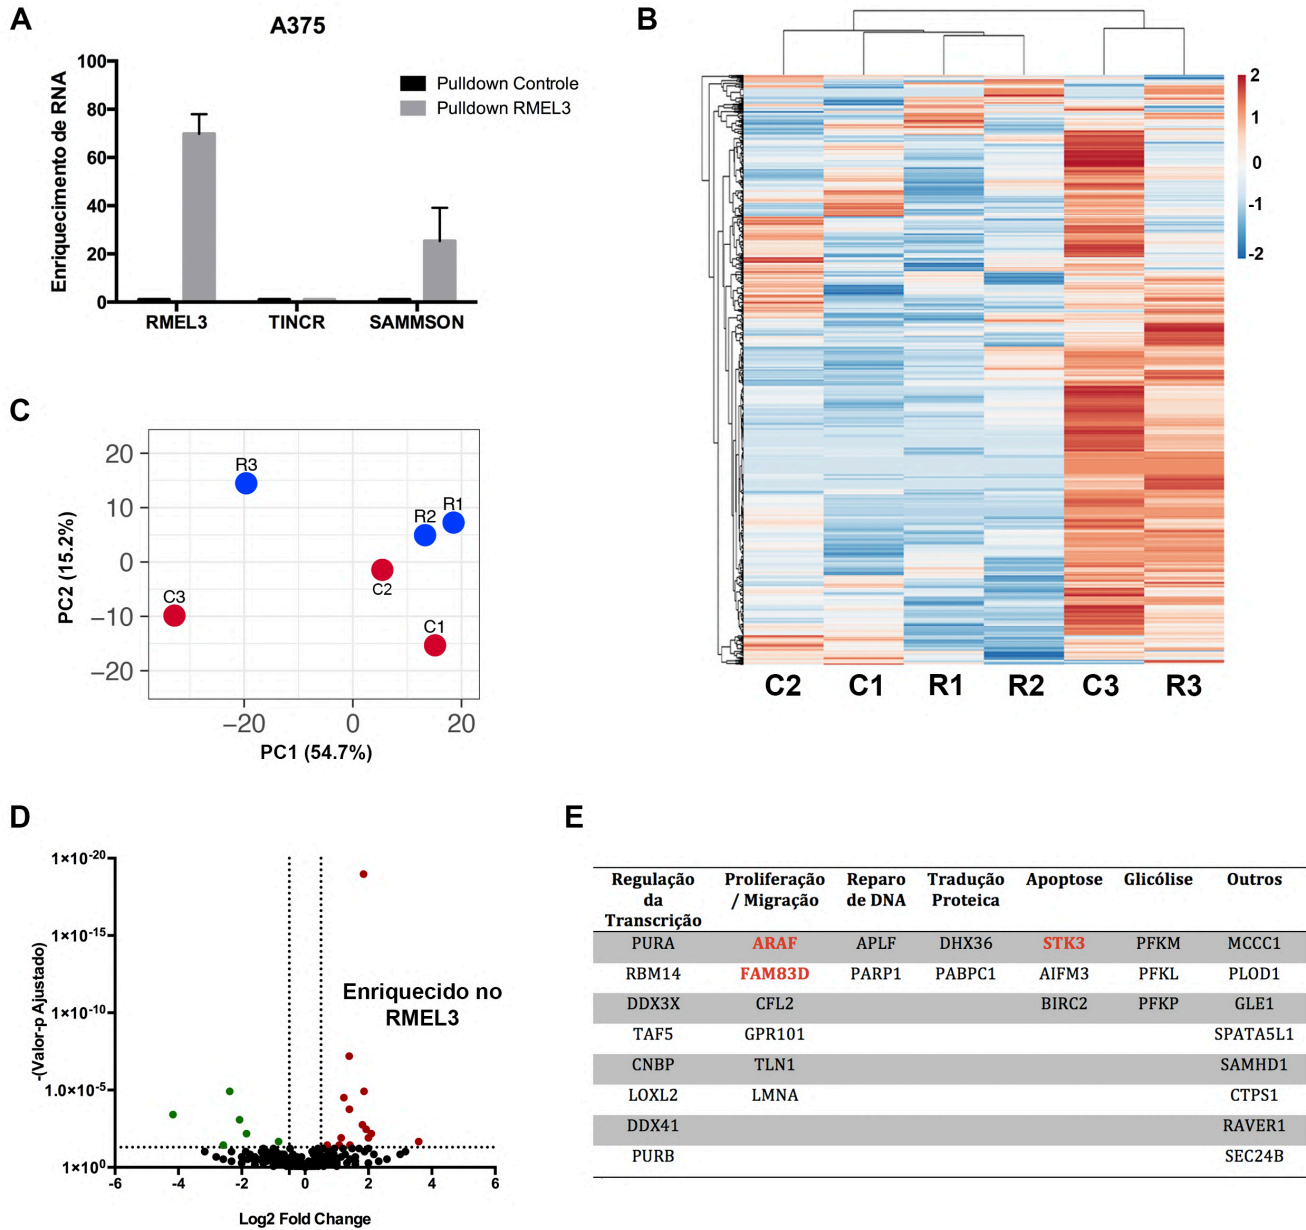 A
A375
Enriquecimento de RNA
100
80
60
40
20
0
Pulldown Controle
Pulldown RMEL3
RMEL3
TINCR
SAMMSON
B
2
1
0
-1
-2
C2
C1
R1
R2
C3
R3
C
PC2 (15.2%)
20
10
0
−10
−20
R3
R1
R2
C2
C3
C1
−20
0
20
PC1 (54.7%)
D
-(Valor-p Ajustado)
1×10-20
1×10-15
1×10-10
1.0×10-5
1×100
Enriquecido no
RMEL3
-6
-4
-2
0
2
4
6
Log2 Fold Change
E
Regulação da Transcrição	Proliferação / Migração	Reparo de DNA	Tradução Proteica	Apoptose	Glicólise	Outros
PURA	ARAF	APLF	DHX36	STK3	PFKM	MCCC1
RBM14	FAM83D	PARP1	PABPC1	AIFM3	PFKL	PLOD1
DDX3X	CFL2	BIRC2	PFKP	GLE1
TAF5	GPR101	SPATA5L1
CNBP	TLN1	SAMHD1
LOXL2	LMNA	CTPS1
DDX41	RAVER1
PURB	SEC24B